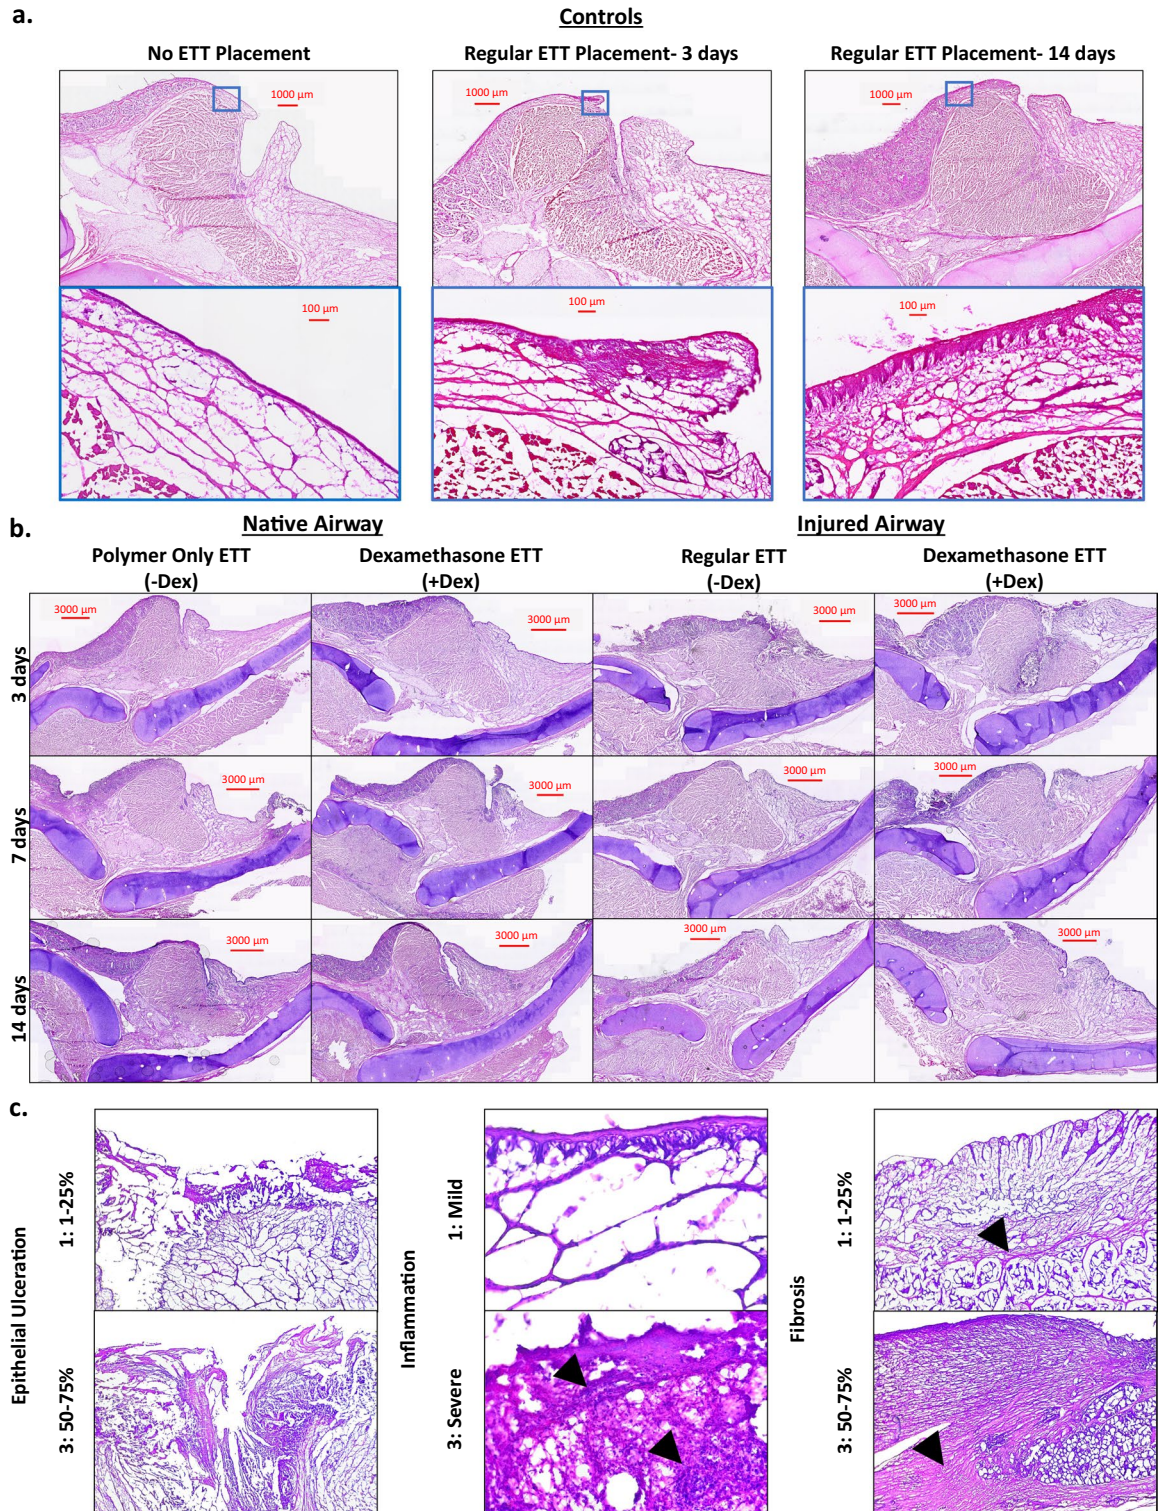 a.
Controls
No ETT Placement
Regular ETT Placement- 3 days
Regular ETT Placement- 14 days
1000 µm
1000 µm
1000 µm
100 µm
100 µm
100 µm
b.
Native Airway
Injured Airway
Polymer Only ETT
(-Dex)
Dexamethasone ETT
(+Dex)
Regular ETT
(-Dex)
Dexamethasone ETT
(+Dex)
3 days
3000 µm
3000 µm
3000 µm
3000 µm
7 days
3000 µm
3000 µm
3000 µm
3000 µm
14 days
3000 µm
3000 µm
3000 µm
3000 µm
c.
Epithelial Ulceration
1: 1-25%
3: 50-75%
Inflammation
1: Mild
3: Severe
Fibrosis
1: 1-25%
3: 50-75%